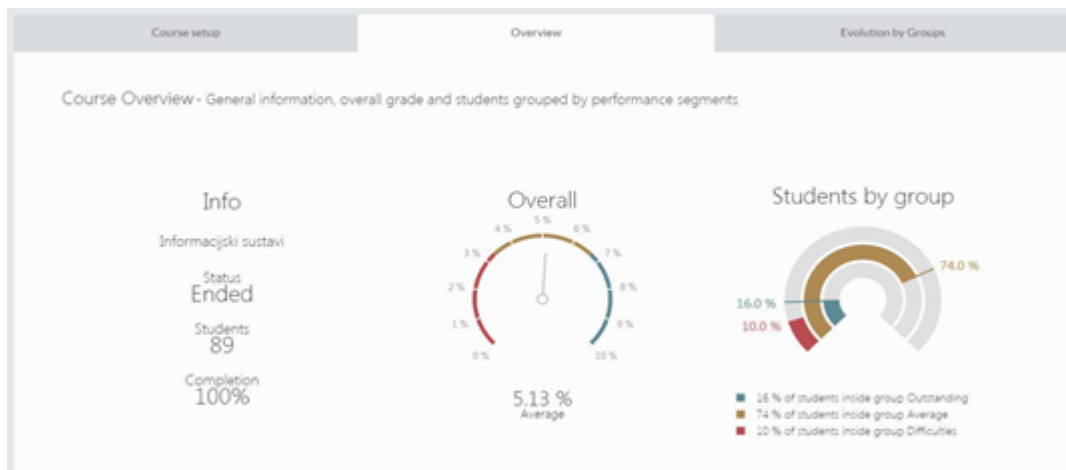 Course setup
Overview
Evolution by Groups
Course Overview - General information, overall grade and students grouped by performance segments
Info
Informacijski sustavi
Status
Ended
Students
89
Completion
100%
Overall
0 %
1 %
2 %
3 %
4 %
5 %
6 %
7 %
8 %
9 %
10 %
5.13 %
Average
Students by group
74.0 %
16.0 %
10.0 %
16 % of students inside group Outstanding
74 % of students inside group Average
10 % of students inside group Difficulties